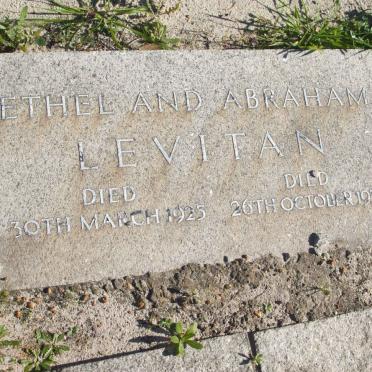 ETHEL AND ABRAHAM
LEVITAN
DIED DIED
30TH MARCH 1925 26TH OCTOBER